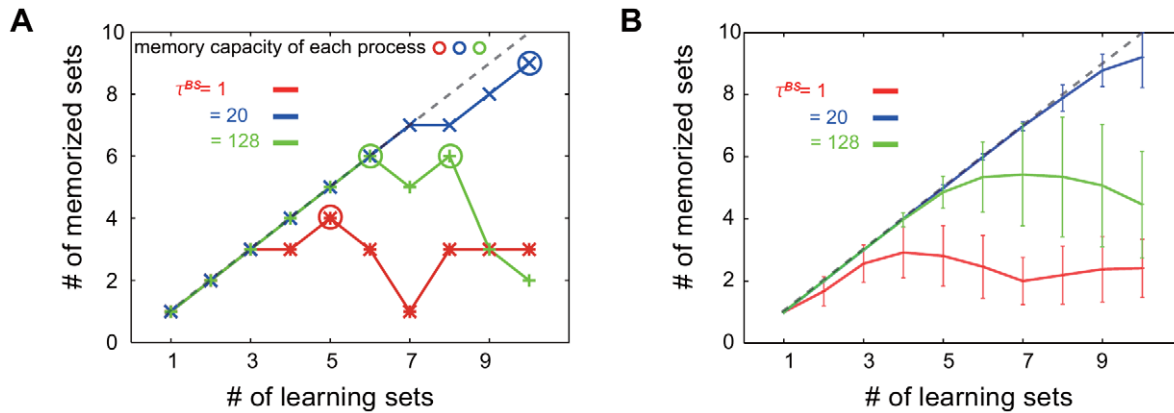 A
# of memorized sets
10
8
6
4
2
0
memory capacity of each process
τ^BS= 1
= 20
= 128
1 3 5 7 9
# of learning sets
B
# of memorized sets
10
8
6
4
2
0
τ^BS= 1
= 20
= 128
1 3 5 7 9
# of learning sets